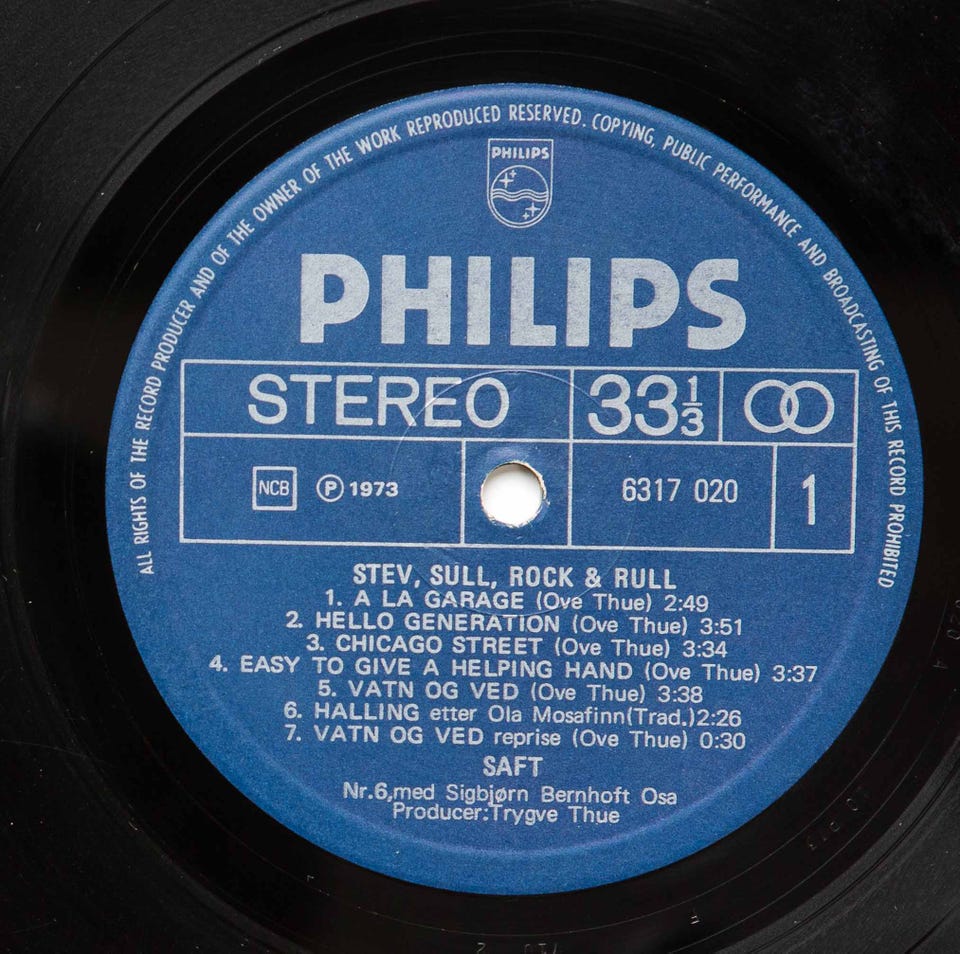 ALL RIGHTS OF THE RECORD PRODUCER AND OF THE OWNER OF THE WORK REPRODUCED RESERVED. COPYING, PUBLIC PERFORMANCE AND BROADCASTING OF THIS RECORD PROHIBITED
PHILIPS
PHILIPS
STEREO 33⅓
NCB ℗ 1973 6317 020 1
STEV, SULL, ROCK & RULL
1. A LA GARAGE (Ove Thue) 2:49
2. HELLO GENERATION (Ove Thue) 3:51
3. CHICAGO STREET (Ove Thue) 3:34
4. EASY TO GIVE A HELPING HAND (Ove Thue) 3:37
5. VATN OG VED (Ove Thue) 3:38
6. HALLING etter Ola Mosafinn(Trad.)2:26
7. VATN OG VED reprise (Ove Thue) 0:30
SAFT
Nr.6,med Sigbjørn Bernhoft Osa
Producer:Trygve Thue